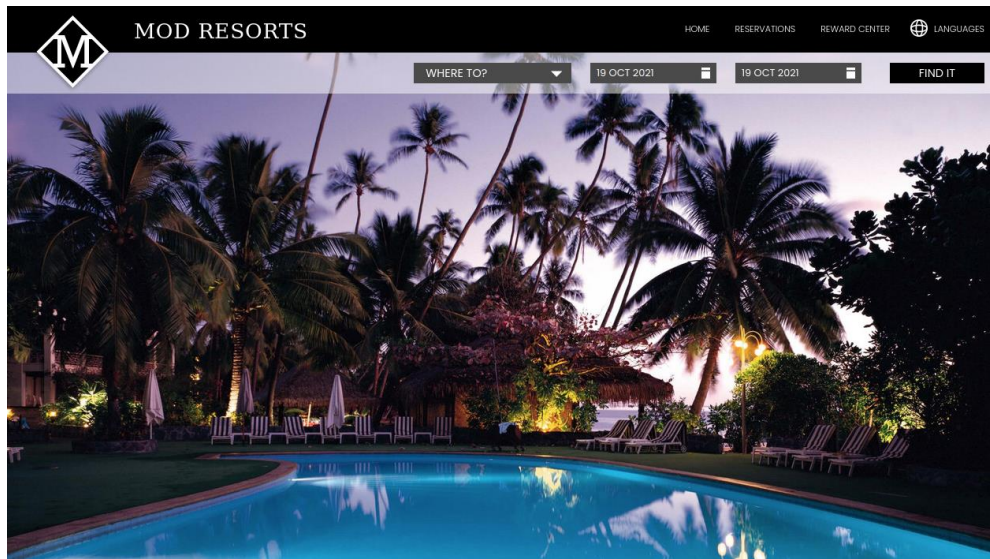 M
MOD RESORTS
HOME RESERVATIONS REWARD CENTER LANGUAGES
WHERE TO? 19 OCT 2021 19 OCT 2021 FIND IT